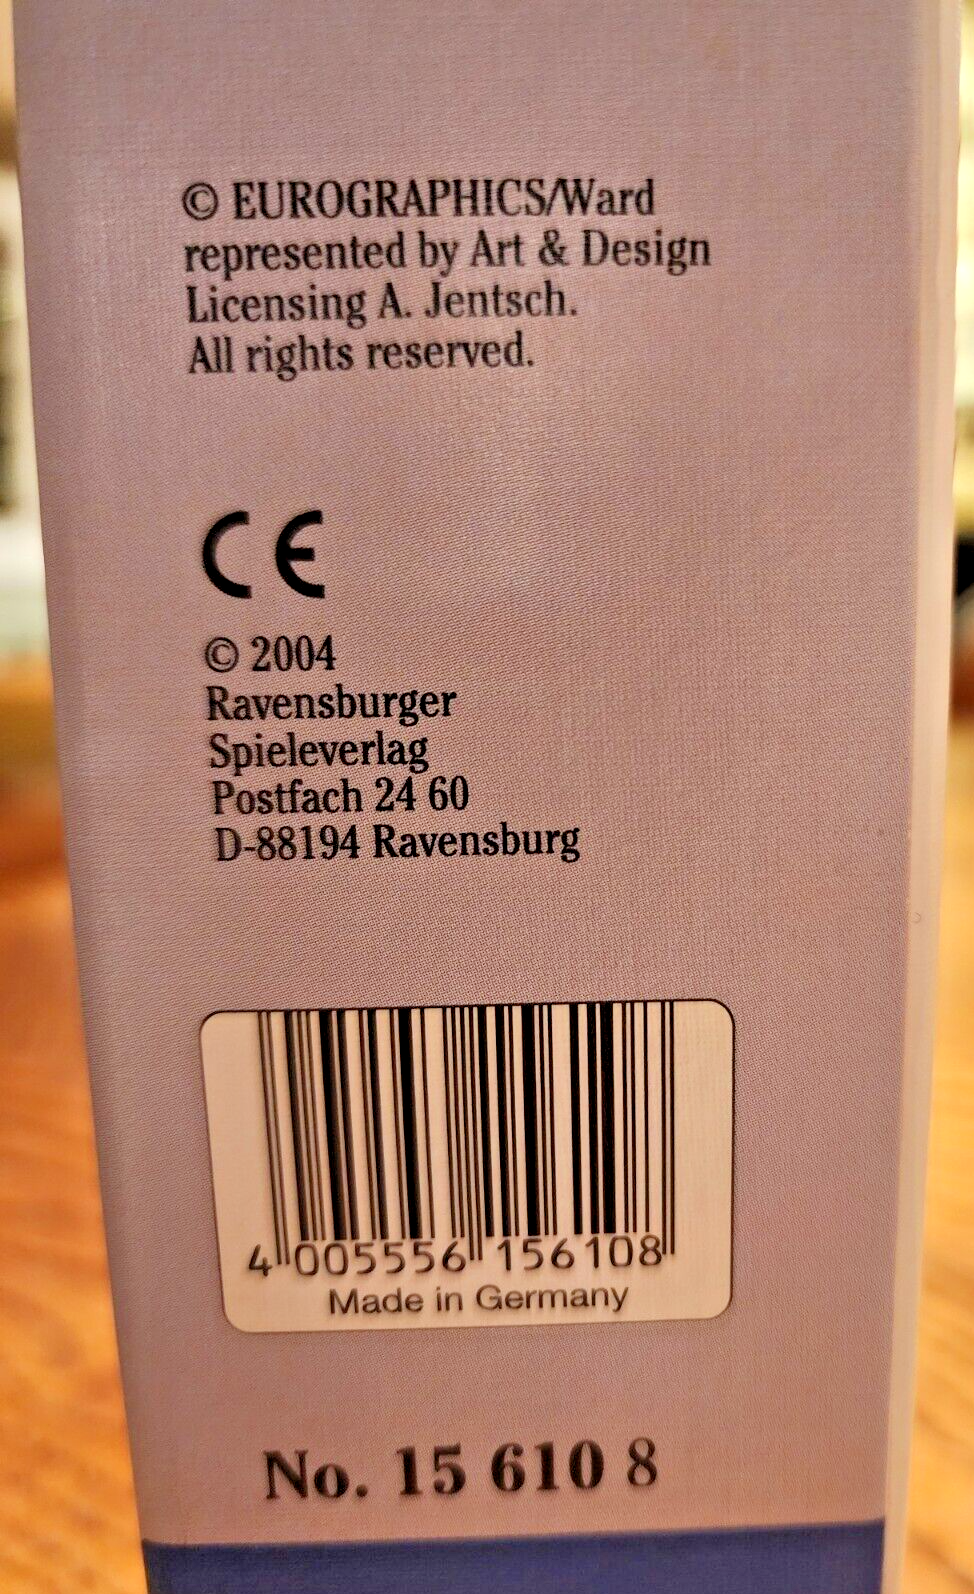 © EUROGRAPHICS/Ward
represented by Art & Design
Licensing A. Jentsch.
All rights reserved.
CE
© 2004
Ravensburger
Spieleverlag
Postfach 24 60
D-88194 Ravensburg
4 005556 156108
Made in Germany
No. 15 610 8